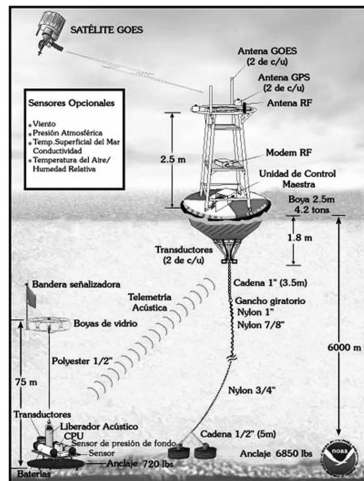 SATÉLITE GOES
Antena GOES
(2 de c/u)
Antena GPS
(2 de c/u)
Antena RF
Sensores Opcionales
Viento
Presión Atmosférica
Temp.Superficial del Mar
Conductividad
Temperatura del Aire/
Humedad Relativa
2.5 m
Modem RF
Unidad de Control
Maestra
Boya 2.5m
4.2 tons
1.8 m
Transductores
(2 de c/u)
Cadena 1" (3.5m)
Bandera señalizadora
Telemetría
Acústica
Gancho giratorio
Nylon 1"
Nylon 7/8"
Boyas de vidrio
6000 m
Polyester 1/2"
75 m
Nylon 3/4"
Transductores
Liberador Acústico
CPU
Sensor de presión de fondo
Sensor
Cadena 1/2" (5m)
Anclaje 720 lbs
Anclaje 6850 lbs
Baterías
noaa